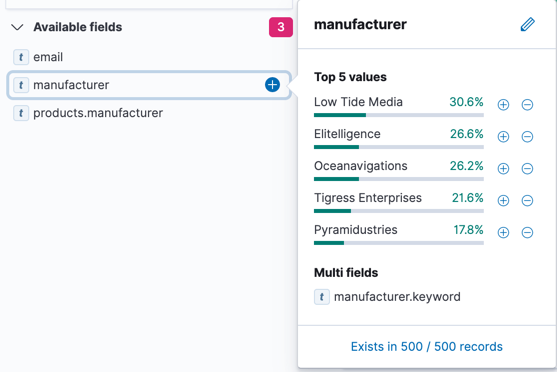 Available fields
3
t email
t manufacturer
t products.manufacturer
manufacturer
Top 5 values
Low Tide Media 30.6%
Elitelligence 26.6%
Oceanavigations 26.2%
Tigress Enterprises 21.6%
Pyramidustries 17.8%
Multi fields
t manufacturer.keyword
Exists in 500 / 500 records